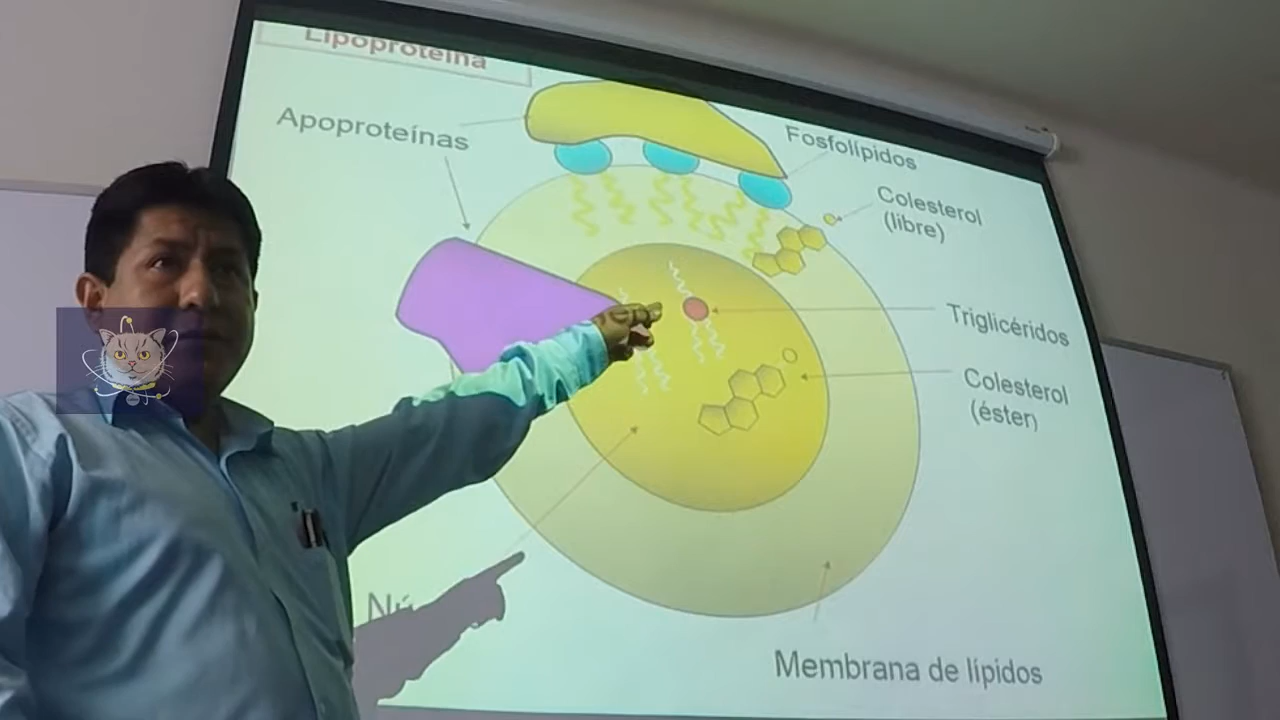 Lipoproteína
Apoproteínas
Fosfolípidos
Colesterol
(libre)
Triglicéridos
Colesterol
(éster)
Membrana de lípidos